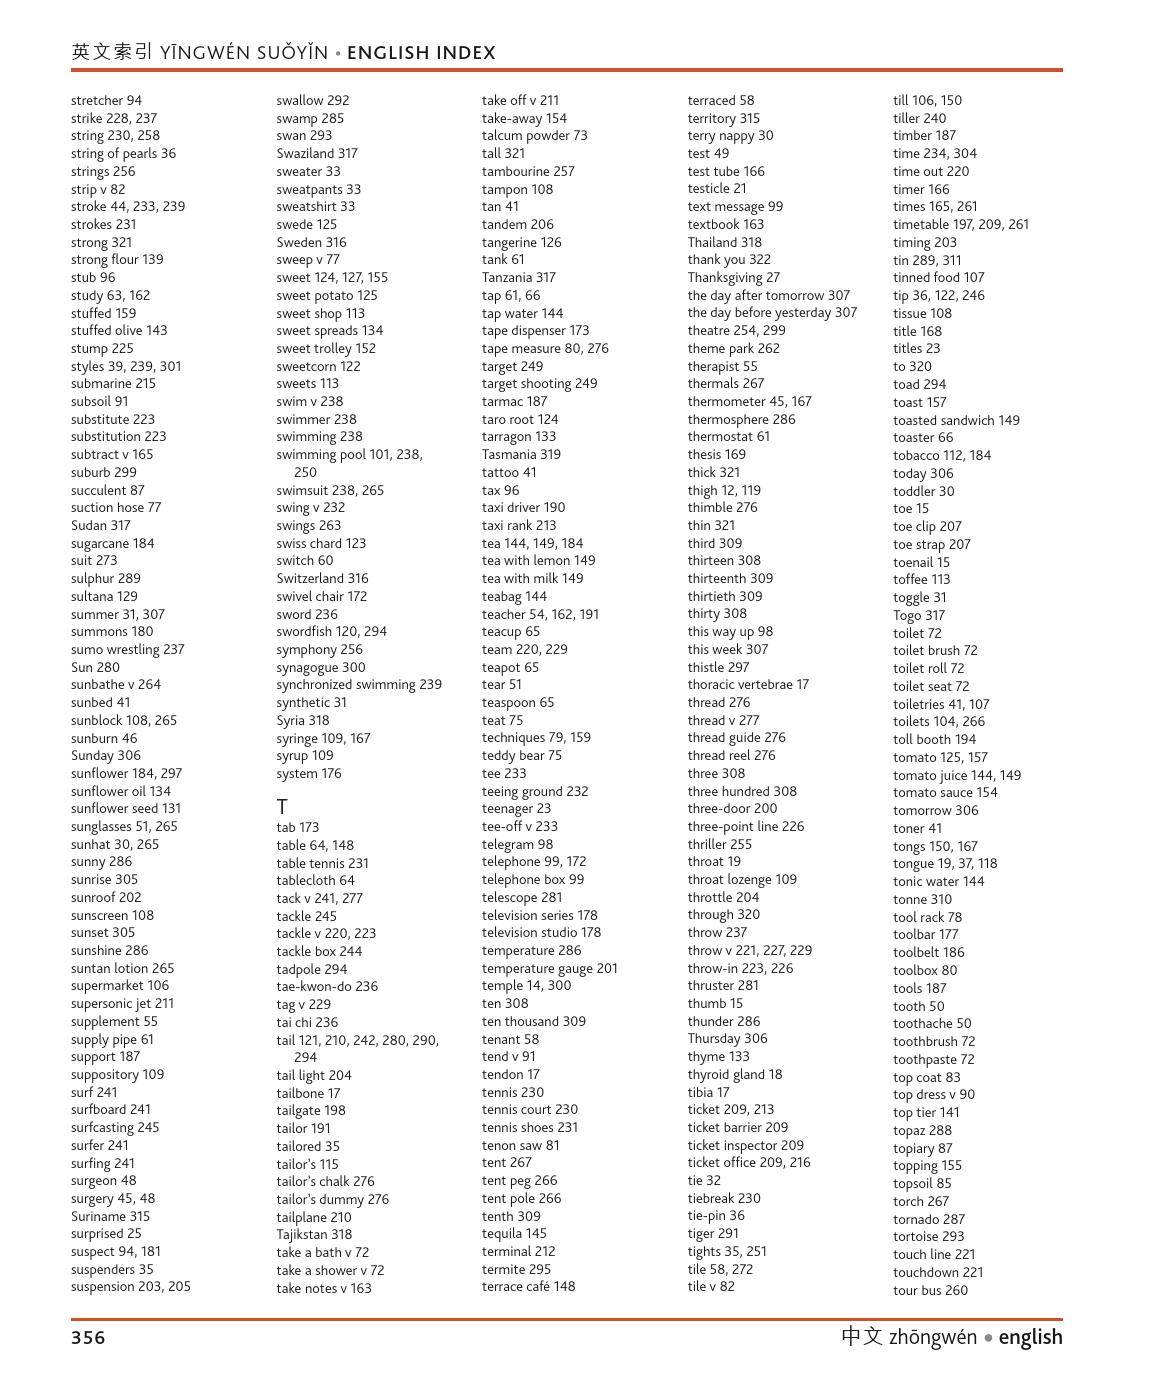 英文索引 YĪNGWÉN SUǑYǏN • ENGLISH INDEX
stretcher 94
strike 228, 237
string 230, 258
string of pearls 36
strings 256
strip v 82
stroke 44, 233, 239
strokes 231
strong 321
strong flour 139
stub 96
study 63, 162
stuffed 159
stuffed olive 143
stump 225
styles 39, 239, 301
submarine 215
subsoil 91
substitute 223
substitution 223
subtract v 165
suburb 299
succulent 87
suction hose 77
Sudan 317
sugarcane 184
suit 273
sulphur 289
sultana 129
summer 31, 307
summons 180
sumo wrestling 237
Sun 280
sunbathe v 264
sunbed 41
sunblock 108, 265
sunburn 46
Sunday 306
sunflower 184, 297
sunflower oil 134
sunflower seed 131
sunglasses 51, 265
sunhat 30, 265
sunny 286
sunrise 305
sunroof 202
sunscreen 108
sunset 305
sunshine 286
suntan lotion 265
supermarket 106
supersonic jet 211
supplement 55
supply pipe 61
support 187
suppository 109
surf 241
surfboard 241
surfcasting 245
surfer 241
surfing 241
surgeon 48
surgery 45, 48
Suriname 315
surprised 25
suspect 94, 181
suspenders 35
suspension 203, 205
swallow 292
swamp 285
swan 293
Swaziland 317
sweater 33
sweatpants 33
sweatshirt 33
swede 125
Sweden 316
sweep v 77
sweet 124, 127, 155
sweet potato 125
sweet shop 113
sweet spreads 134
sweet trolley 152
sweetcorn 122
sweets 113
swim v 238
swimmer 238
swimming 238
swimming pool 101, 238,
250
swimsuit 238, 265
swing v 232
swings 263
swiss chard 123
switch 60
Switzerland 316
swivel chair 172
sword 236
swordfish 120, 294
symphony 256
synagogue 300
synchronized swimming 239
synthetic 31
Syria 318
syringe 109, 167
syrup 109
system 176
T
tab 173
table 64, 148
table tennis 231
tablecloth 64
tack v 241, 277
tackle 245
tackle v 220, 223
tackle box 244
tadpole 294
tae-kwon-do 236
tag v 229
tai chi 236
tail 121, 210, 242, 280, 290,
294
tail light 204
tailbone 17
tailgate 198
tailor 191
tailored 35
tailor's 115
tailor's chalk 276
tailor's dummy 276
tailplane 210
Tajikstan 318
take a bath v 72
take a shower v 72
take notes v 163
take off v 211
take-away 154
talcum powder 73
tall 321
tambourine 257
tampon 108
tan 41
tandem 206
tangerine 126
tank 61
Tanzania 317
tap 61, 66
tap water 144
tape dispenser 173
tape measure 80, 276
target 249
target shooting 249
tarmac 187
taro root 124
tarragon 133
Tasmania 319
tattoo 41
tax 96
taxi driver 190
taxi rank 213
tea 144, 149, 184
tea with lemon 149
tea with milk 149
teabag 144
teacher 54, 162, 191
teacup 65
team 220, 229
teapot 65
tear 51
teaspoon 65
teat 75
techniques 79, 159
teddy bear 75
tee 233
teeing ground 232
teenager 23
tee-off v 233
telegram 98
telephone 99, 172
telephone box 99
telescope 281
television series 178
television studio 178
temperature 286
temperature gauge 201
temple 14, 300
ten 308
ten thousand 309
tenant 58
tend v 91
tendon 17
tennis 230
tennis court 230
tennis shoes 231
tenon saw 81
tent 267
tent peg 266
tent pole 266
tenth 309
tequila 145
terminal 212
termite 295
terrace café 148
terraced 58
territory 315
terry nappy 30
test 49
test tube 166
testicle 21
text message 99
textbook 163
Thailand 318
thank you 322
Thanksgiving 27
the day after tomorrow 307
the day before yesterday 307
theatre 254, 299
theme park 262
therapist 55
thermals 267
thermometer 45, 167
thermosphere 286
thermostat 61
thesis 169
thick 321
thigh 12, 119
thimble 276
thin 321
third 309
thirteen 308
thirteenth 309
thirtieth 309
thirty 308
this way up 98
this week 307
thistle 297
thoracic vertebrae 17
thread 276
thread v 277
thread guide 276
thread reel 276
three 308
three hundred 308
three-door 200
three-point line 226
thriller 255
throat 19
throat lozenge 109
throttle 204
through 320
throw 237
throw v 221, 227, 229
throw-in 223, 226
thruster 281
thumb 15
thunder 286
Thursday 306
thyme 133
thyroid gland 18
tibia 17
ticket 209, 213
ticket barrier 209
ticket inspector 209
ticket office 209, 216
tie 32
tiebreak 230
tie-pin 36
tiger 291
tights 35, 251
tile 58, 272
tile v 82
till 106, 150
tiller 240
timber 187
time 234, 304
time out 220
timer 166
times 165, 261
timetable 197, 209, 261
timing 203
tin 289, 311
tinned food 107
tip 36, 122, 246
tissue 108
title 168
titles 23
to 320
toad 294
toast 157
toasted sandwich 149
toaster 66
tobacco 112, 184
today 306
toddler 30
toe 15
toe clip 207
toe strap 207
toenail 15
toffee 113
toggle 31
Togo 317
toilet 72
toilet brush 72
toilet roll 72
toilet seat 72
toiletries 41, 107
toilets 104, 266
toll booth 194
tomato 125, 157
tomato juice 144, 149
tomato sauce 154
tomorrow 306
toner 41
tongs 150, 167
tongue 19, 37, 118
tonic water 144
tonne 310
tool rack 78
toolbar 177
toolbelt 186
toolbox 80
tools 187
tooth 50
toothache 50
toothbrush 72
toothpaste 72
top coat 83
top dress v 90
top tier 141
topaz 288
topiary 87
topping 155
topsoil 85
torch 267
tornado 287
tortoise 293
touch line 221
touchdown 221
tour bus 260
356
中文 zhōngwén • english